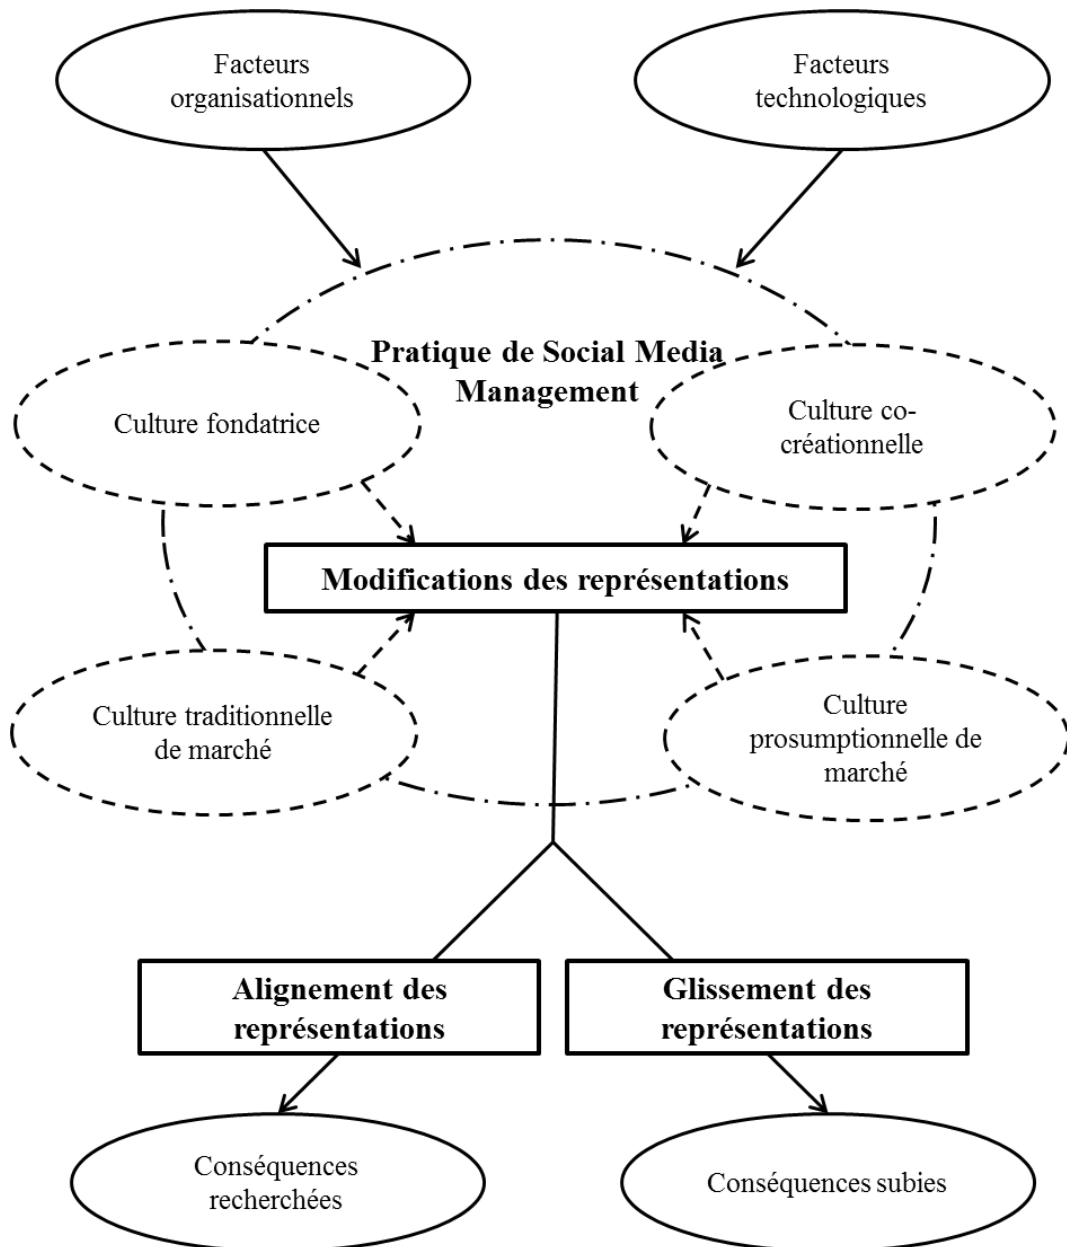 Facteurs
organisationnels
Facteurs
technologiques
Pratique de Social Media
Management
Culture fondatrice
Culture co-
créationnelle
Modifications des représentations
Culture traditionnelle
de marché
Culture
prosumptionnelle de
marché
Alignement des
représentations
Glissement des
représentations
Conséquences
recherchées
Conséquences subies